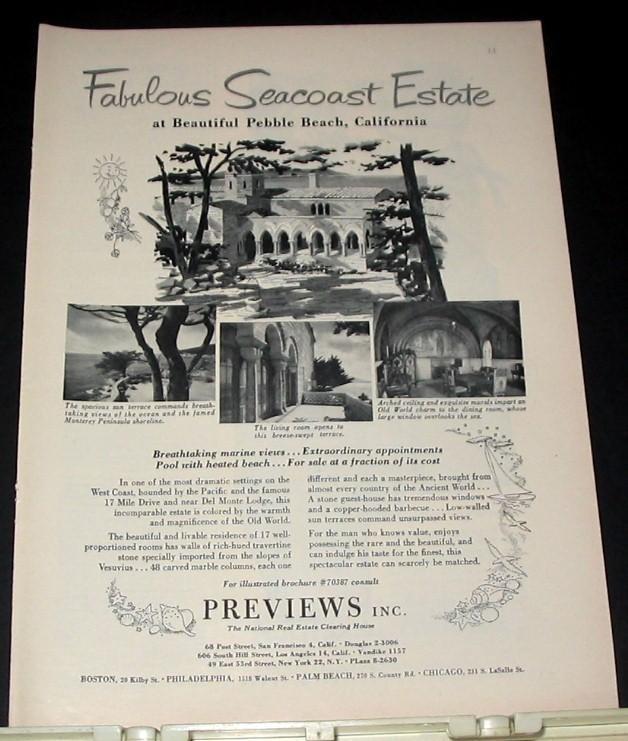 Fabulous Seacoast Estate
at Beautiful Pebble Beach, California
The spacious sun terrace commands breath-
taking views of the ocean and the famed
Monterey Peninsula shoreline.
The living room opens to
this breeze-swept terrace.
Arched ceiling and exquisite murals impart an
Old World charm to the dining room, whose
large window overlooks the sea.
Breathtaking marine views . . . Extraordinary appointments
Pool with heated beach . . . For sale at a fraction of its cost
In one of the most dramatic settings on the
West Coast, bounded by the Pacific and the famous
17 Mile Drive and near Del Monte Lodge, this
incomparable estate is colored by the warmth
and magnificence of the Old World.
The beautiful and livable residence of 17 well-
proportioned rooms has walls of rich-hued travertine
stone specially imported from the slopes of
Vesuvius . . . 48 carved marble columns, each one
different and each a masterpiece, brought from
almost every country of the Ancient World . . .
A stone guest-house has tremendous windows
and a copper-hooded barbecue . . . Low-walled
sun terraces command unsurpassed views.
For the man who knows value, enjoys
possessing the rare and the beautiful, and
can indulge his taste for the finest, this
spectacular estate can scarcely be matched.
For illustrated brochure #70387 consult
PREVIEWS INC.
The National Real Estate Clearing House
68 Post Street, San Francisco 4, Calif. • Douglas 2-3006
606 South Hill Street, Los Angeles 14, Calif. • Vandike 1157
49 East 53rd Street, New York 22, N.Y. • Plaza 8-2630
BOSTON, 20 Kilby St. • PHILADELPHIA, 1518 Walnut St. • PALM BEACH, 270 S. County Rd. • CHICAGO, 231 S. LaSalle St.